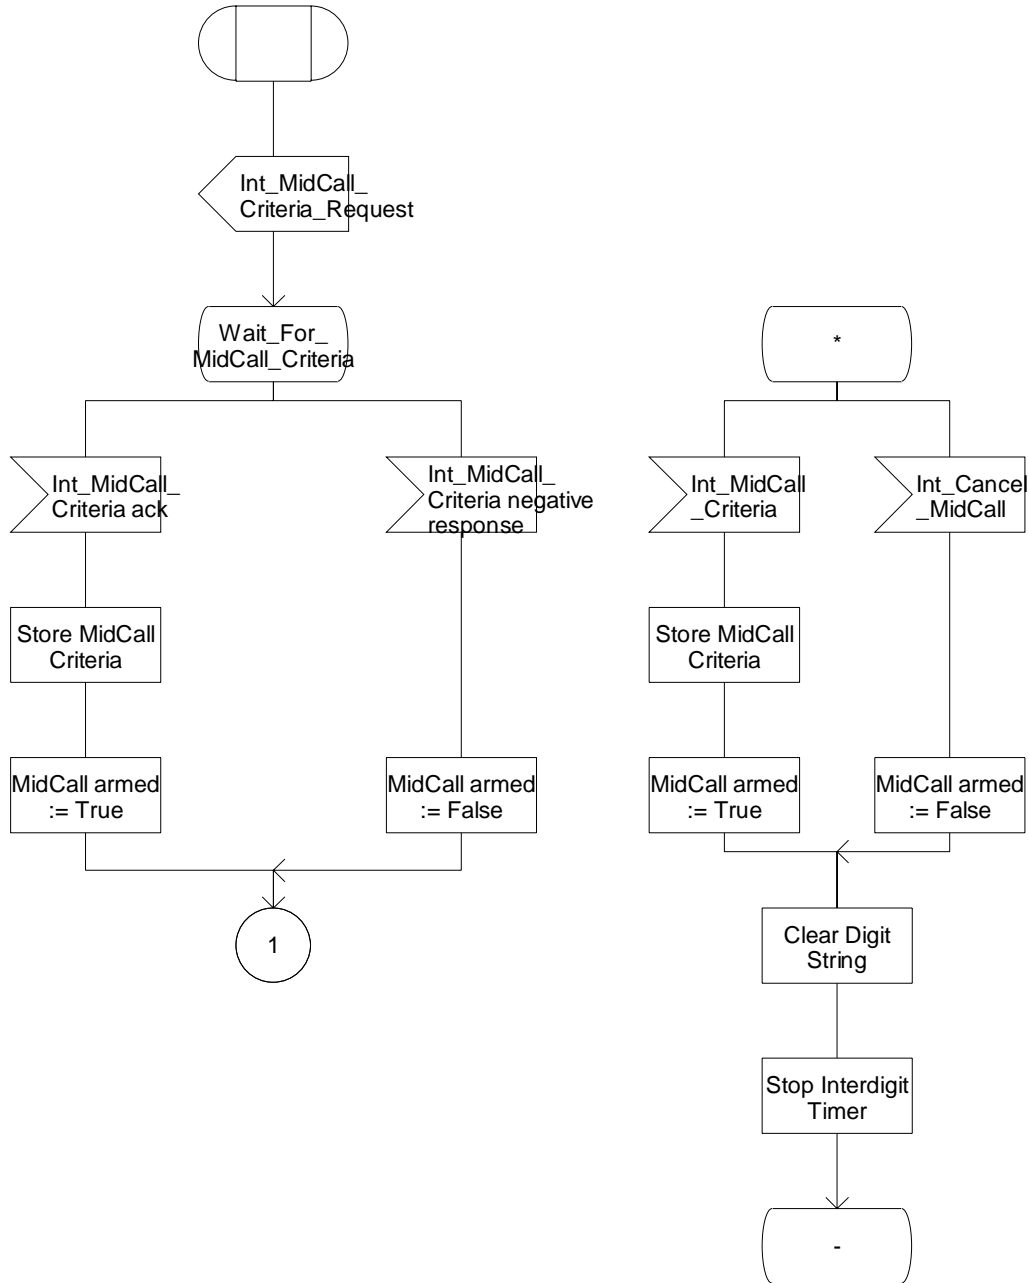 Int_MidCall_
Criteria_Request
Wait_For_
MidCall_Criteria
Int_MidCall_
Criteria ack
Int_MidCall_
Criteria negative
response
Store MidCall
Criteria
MidCall armed
:= True
MidCall armed
:= False
1
*
Int_MidCall
_Criteria
Int_Cancel
_MidCall
Store MidCall
Criteria
MidCall armed
:= True
MidCall armed
:= False
Clear Digit
String
Stop Interdigit
Timer
-